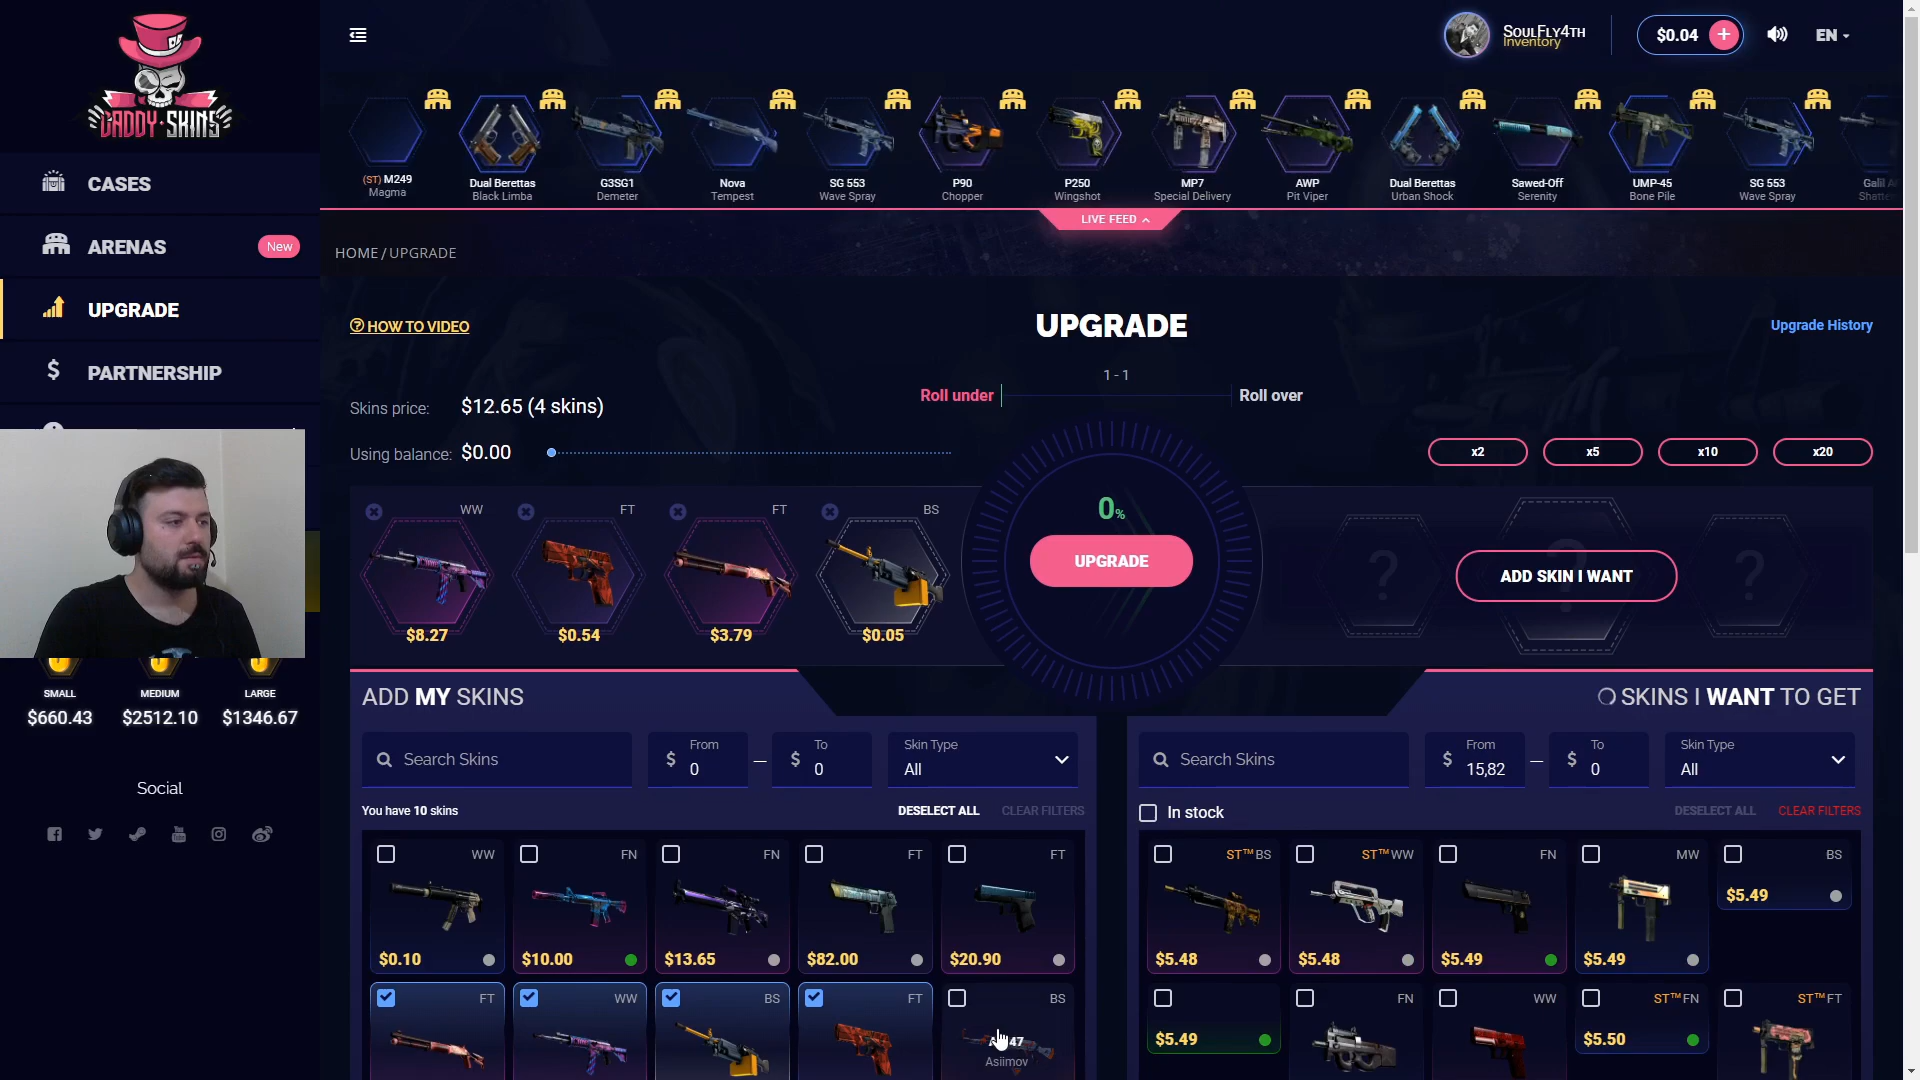 DADDY SKINS
CASES
ARENAS
New
UPGRADE
PARTNERSHIP
SMALL
MEDIUM
LARGE
$660.43
$2512.10
$1346.67
Social
SOULFLY4TH
Inventory
$0.04
EN
(ST) M249
Magma
Dual Berettas
Black Limba
G3SG1
Demeter
Nova
Tempest
SG 553
Wave Spray
P90
Chopper
P250
Wingshot
MP7
Special Delivery
AWP
Pit Viper
Dual Berettas
Urban Shock
Sawed-Off
Serenity
UMP-45
Bone Pile
SG 553
Wave Spray
LIVE FEED
HOME / UPGRADE
HOW TO VIDEO
UPGRADE
Upgrade History
1 - 1
Roll under
Roll over
Skins price: $12.65 (4 skins)
Using balance: $0.00
x2
x5
x10
x20
WW
$8.27
FT
$0.54
FT
$3.79
BS
$0.05
0%
UPGRADE
?
ADD SKIN I WANT
?
ADD MY SKINS
Search Skins
From
$ 0
—
To
$ 0
Skin Type
All
You have 10 skins
DESELECT ALL
CLEAR FILTERS
WW
$0.10
FN
$10.00
FN
$13.65
FT
$82.00
FT
$20.90
FT
WW
BS
FT
BS
47
Asiimov
SKINS I WANT TO GET
Search Skins
From
$ 15,82
—
To
$ 0
Skin Type
All
In stock
DESELECT ALL
CLEAR FILTERS
ST™ BS
$5.48
ST™ WW
$5.48
FN
$5.49
MW
$5.49
BS
$5.49
$5.49
FN
WW
ST™ FN
$5.50
ST™ FT